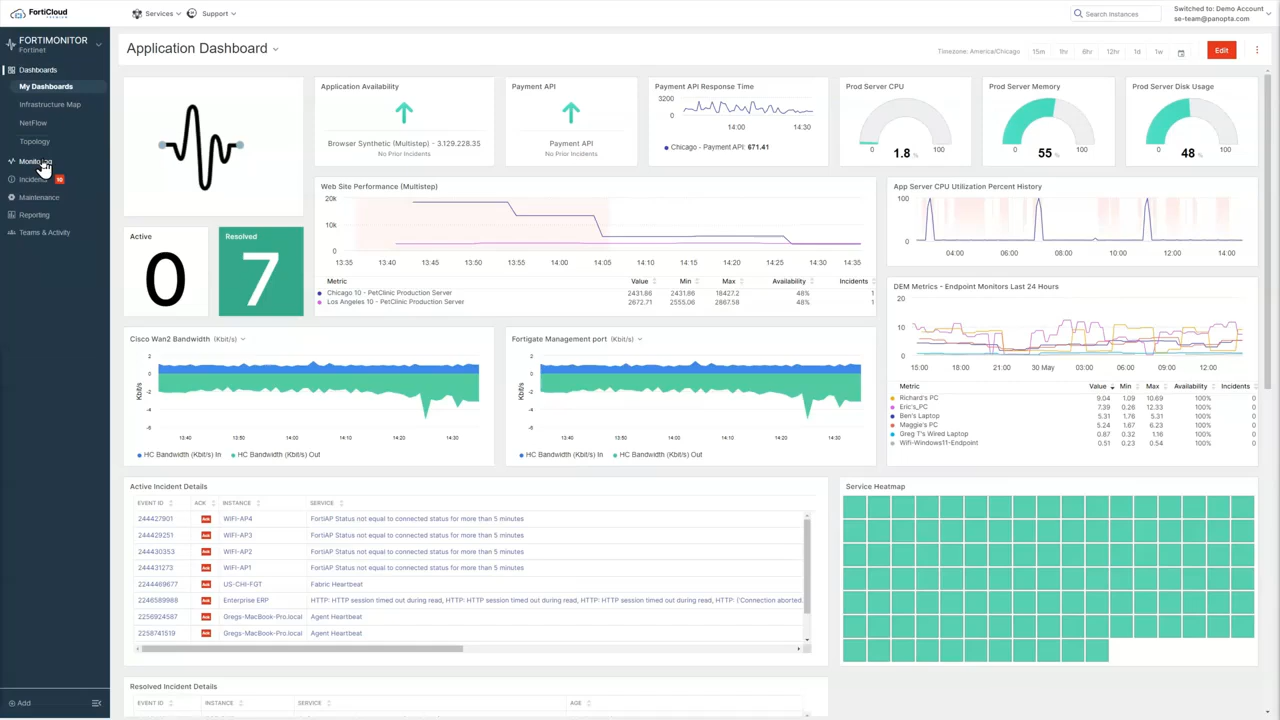 FortiCloud
PREMIUM
Services
Support
Search Instances
Switched to: Demo Account
se-team@panopta.com
FORTIMONITOR
Fortinet
Dashboards
My Dashboards
Infrastructure Map
NetFlow
Topology
Incidents 10
Maintenance
Reporting
Teams & Activity
Add
Application Dashboard
Timezone: America/Chicago 15m 1hr 6hr 12hr 1d 1w
Edit
Application Availability
Browser Synthetic (Multistep) - 3.129.228.35
No Prior Incidents
Payment API
Payment API
No Prior Incidents
Payment API Response Time
3200
0
14:00 14:30
Chicago - Payment API: 671.41
Prod Server CPU
0 100
1.8 %
Prod Server Memory
0 100
55 %
Prod Server Disk Usage
0 100
48 %
Active
0
Resolved
7
Web Site Performance (Multistep)
20k
10k
0
13:35 13:40 13:45 13:50 13:55 14:00 14:05 14:10 14:15 14:20 14:25 14:30 14:35
Metric Value Min Max Availability Incidents
Chicago 10 - PetClinic Production Server 2431.86 2431.86 18427.2 48% 1
Los Angeles 10 - PetClinic Production Server 2672.71 2555.06 2887.58 48% 1
App Server CPU Utilization Percent History
100
0
04:00 06:00 08:00 10:00 12:00 14:00
DEM Metrics - Endpoint Monitors Last 24 Hours
20
10
0
15:00 18:00 21:00 30 May 03:00 06:00 09:00 12:00
Metric Value Min Max Availability Incidents
Richard's PC 9.04 1.09 10.69 100% 0
Eric's_PC 7.39 0.26 12.33 100% 0
Ben's Laptop 5.31 1.76 5.31 100% 0
Maggie's PC 5.24 1.67 6.23 100% 0
Greg T's Wired Laptop 0.87 0.32 1.16 100% 0
Wifi-Windows11-Endpoint 0.51 0.23 0.54 100% 0
Cisco Wan2 Bandwidth (Kbit/s)
Kbit/s
2
0
-2
-4
-6
13:40 13:50 14:00 14:10 14:20 14:30
HC Bandwidth (Kbit/s) In HC Bandwidth (Kbit/s) Out
Fortigate Management port (Kbit/s)
Kbit/s
2
0
-2
-4
-6
13:40 13:50 14:00 14:10 14:20 14:30
HC Bandwidth (Kbit/s) In HC Bandwidth (Kbit/s) Out
Active Incident Details
EVENT ID ACK INSTANCE SERVICE
244427901 Ack WIFI-AP4 FortiAP Status not equal to connected status for more than 5 minutes
244429251 Ack WIFI-AP3 FortiAP Status not equal to connected status for more than 5 minutes
244430353 Ack WIFI-AP2 FortiAP Status not equal to connected status for more than 5 minutes
244431273 Ack WIFI-AP1 FortiAP Status not equal to connected status for more than 5 minutes
2244469677 Ack US-CHI-FGT Fabric Heartbeat
2246589988 Ack Enterprise ERP HTTP: HTTP session timed out during read, HTTP: HTTP session timed out during read, HTTP: HTTP session timed out during read, HTTP: ('Connection aborted.
2256924587 Ack Gregs-MacBook-Pro.local Agent Heartbeat
2258741519 Ack Gregs-MacBook-Pro.local Agent Heartbeat
Service Heatmap
Resolved Incident Details
EVENT ID INSTANCE SERVICE AGE